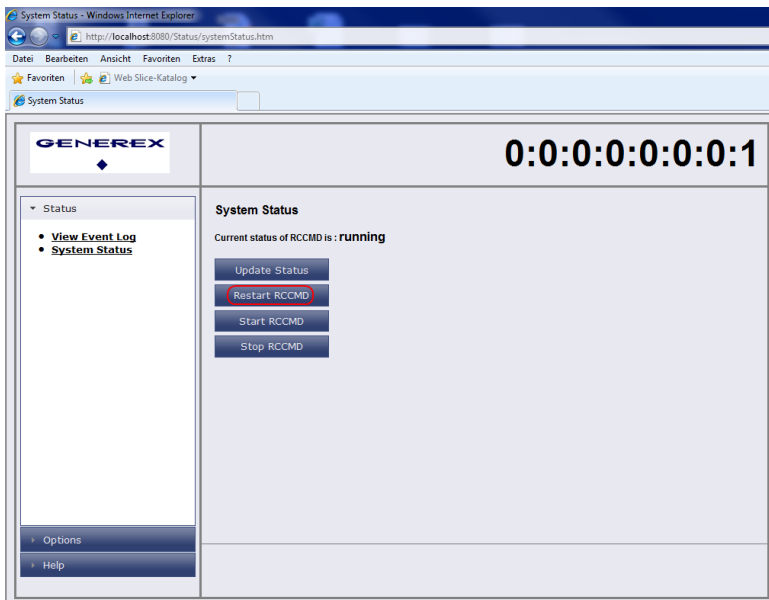 System Status - Windows Internet Explorer
http://localhost:8080/Status/systemStatus.htm
Datei Bearbeiten Ansicht Favoriten Extras ?
Favoriten Web Slice-Katalog
System Status
GENEREX
0:0:0:0:0:0:0:1
Status
View Event Log
System Status
System Status
Current status of RCCMD is : running
Update Status
Restart RCCMD
Start RCCMD
Stop RCCMD
Options
Help